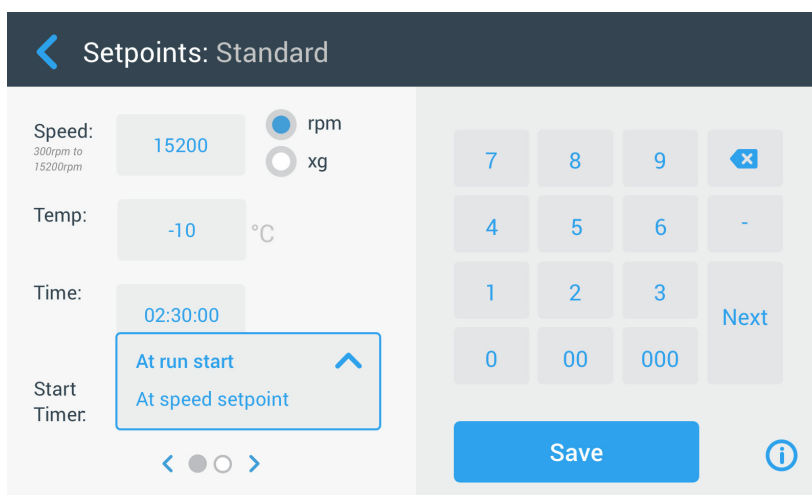 Setpoints: Standard
Speed:
300rpm to
15200rpm
15200
rpm
xg
Temp:
-10
°C
Time:
02:30:00
Start
Timer:
At run start
At speed setpoint
7 8 9
4 5 6 -
1 2 3
Next
0 00 000
Save